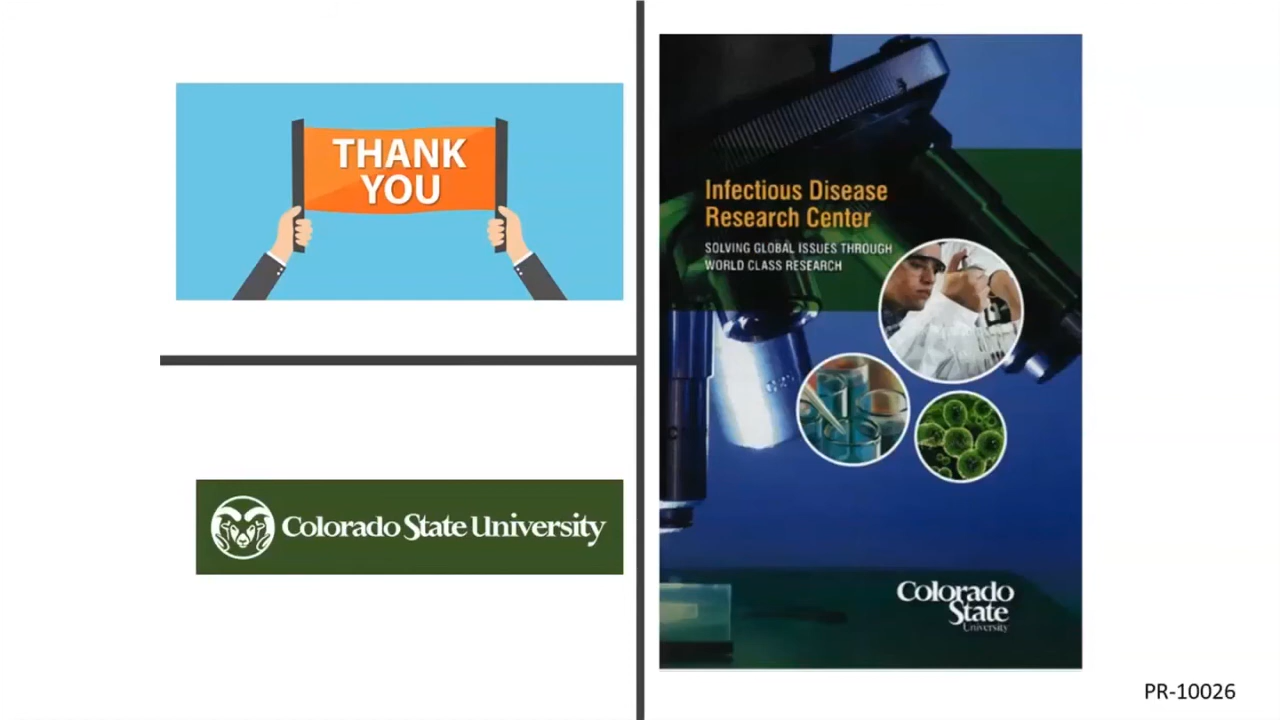 THANK
YOU
Colorado State University
Infectious Disease
Research Center
SOLVING GLOBAL ISSUES THROUGH
WORLD CLASS RESEARCH
Colorado
State
University
PR-10026